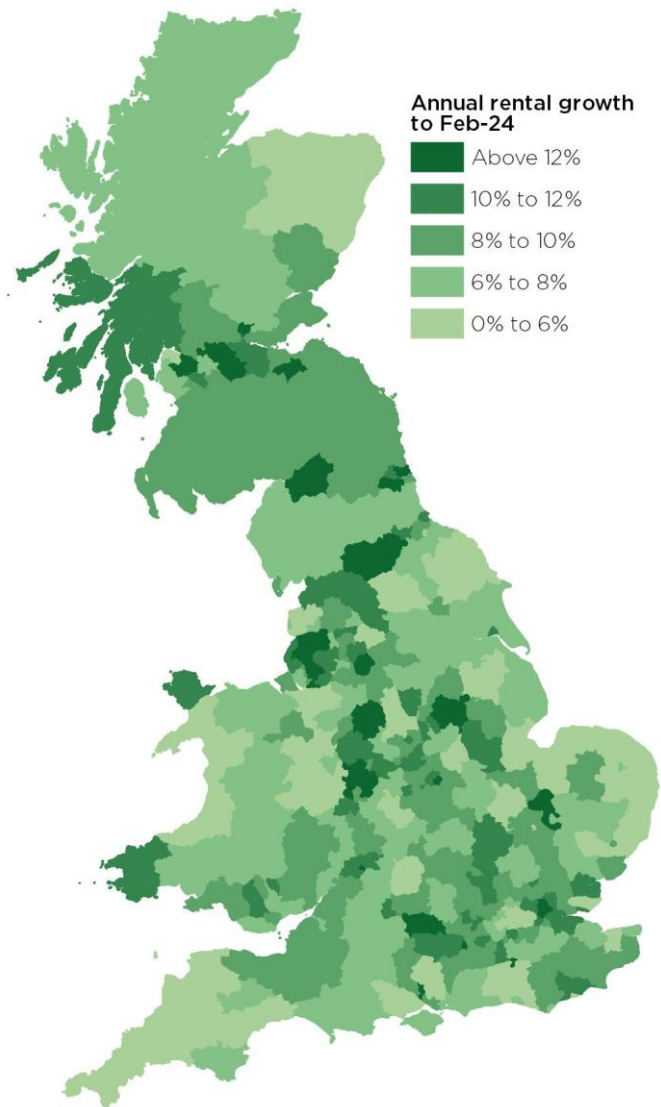 Annual rental growth
to Feb-24
Above 12%
10% to 12%
8% to 10%
6% to 8%
0% to 6%